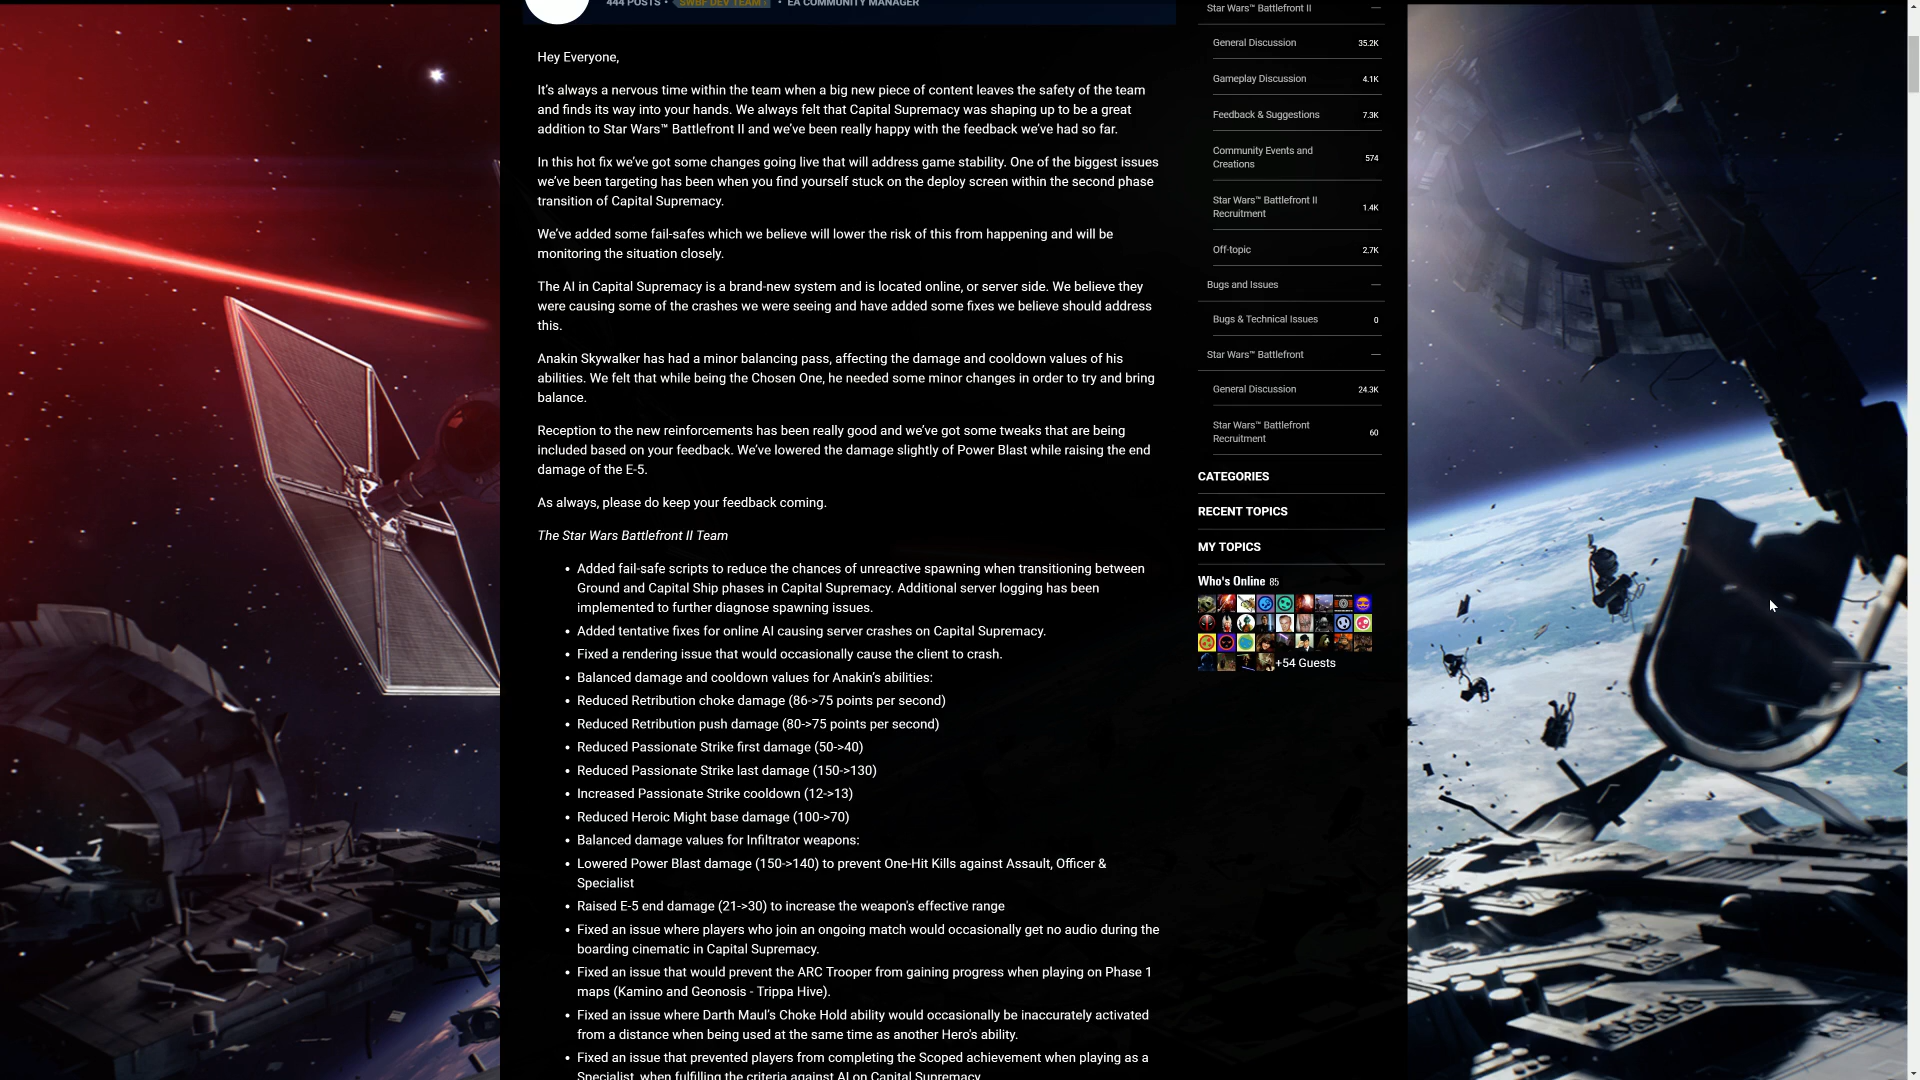 444 POSTS • SWBF DEV TEAM • EA COMMUNITY MANAGER
Hey Everyone,
It's always a nervous time within the team when a big new piece of content leaves the safety of the team
and finds its way into your hands. We always felt that Capital Supremacy was shaping up to be a great
addition to Star Wars™ Battlefront II and we've been really happy with the feedback we've had so far.
In this hot fix we've got some changes going live that will address game stability. One of the biggest issues
we've been targeting has been when you find yourself stuck on the deploy screen within the second phase
transition of Capital Supremacy.
We've added some fail-safes which we believe will lower the risk of this from happening and will be
monitoring the situation closely.
The AI in Capital Supremacy is a brand-new system and is located online, or server side. We believe they
were causing some of the crashes we were seeing and have added some fixes we believe should address
this.
Anakin Skywalker has had a minor balancing pass, affecting the damage and cooldown values of his
abilities. We felt that while being the Chosen One, he needed some minor changes in order to try and bring
balance.
Reception to the new reinforcements has been really good and we've got some tweaks that are being
included based on your feedback. We've lowered the damage slightly of Power Blast while raising the end
damage of the E-5.
As always, please do keep your feedback coming.
The Star Wars Battlefront II Team
• Added fail-safe scripts to reduce the chances of unreactive spawning when transitioning between
Ground and Capital Ship phases in Capital Supremacy. Additional server logging has been
implemented to further diagnose spawning issues.
• Added tentative fixes for online AI causing server crashes on Capital Supremacy.
• Fixed a rendering issue that would occasionally cause the client to crash.
• Balanced damage and cooldown values for Anakin's abilities:
• Reduced Retribution choke damage (86->75 points per second)
• Reduced Retribution push damage (80->75 points per second)
• Reduced Passionate Strike first damage (50->40)
• Reduced Passionate Strike last damage (150->130)
• Increased Passionate Strike cooldown (12->13)
• Reduced Heroic Might base damage (100->70)
• Balanced damage values for Infiltrator weapons:
• Lowered Power Blast damage (150->140) to prevent One-Hit Kills against Assault, Officer &
Specialist
• Raised E-5 end damage (21->30) to increase the weapon's effective range
• Fixed an issue where players who join an ongoing match would occasionally get no audio during the
boarding cinematic in Capital Supremacy.
• Fixed an issue that would prevent the ARC Trooper from gaining progress when playing on Phase 1
maps (Kamino and Geonosis - Trippa Hive).
• Fixed an issue where Darth Maul's Choke Hold ability would occasionally be inaccurately activated
from a distance when being used at the same time as another Hero's ability.
• Fixed an issue that prevented players from completing the Scoped achievement when playing as a
Specialist, when fulfilling the criteria against AI on Capital Supremacy.
Star Wars™ Battlefront II —
General Discussion 35.2K
Gameplay Discussion 4.1K
Feedback & Suggestions 7.3K
Community Events and
Creations 574
Star Wars™ Battlefront II
Recruitment 1.4K
Off-topic 2.7K
Bugs and Issues —
Bugs & Technical Issues 0
Star Wars™ Battlefront —
General Discussion 24.3K
Star Wars™ Battlefront
Recruitment 60
CATEGORIES
RECENT TOPICS
MY TOPICS
Who's Online 85
+54 Guests